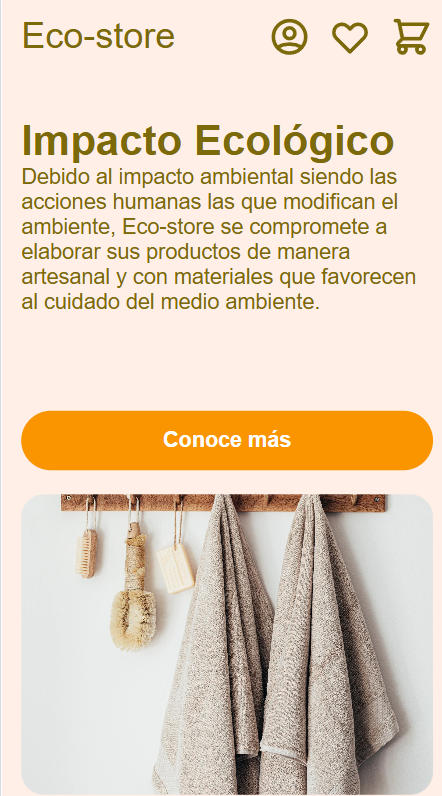 Eco-store
Impacto Ecológico
Debido al impacto ambiental siendo las
acciones humanas las que modifican el
ambiente, Eco-store se compromete a
elaborar sus productos de manera
artesanal y con materiales que favorecen
al cuidado del medio ambiente.
Conoce más